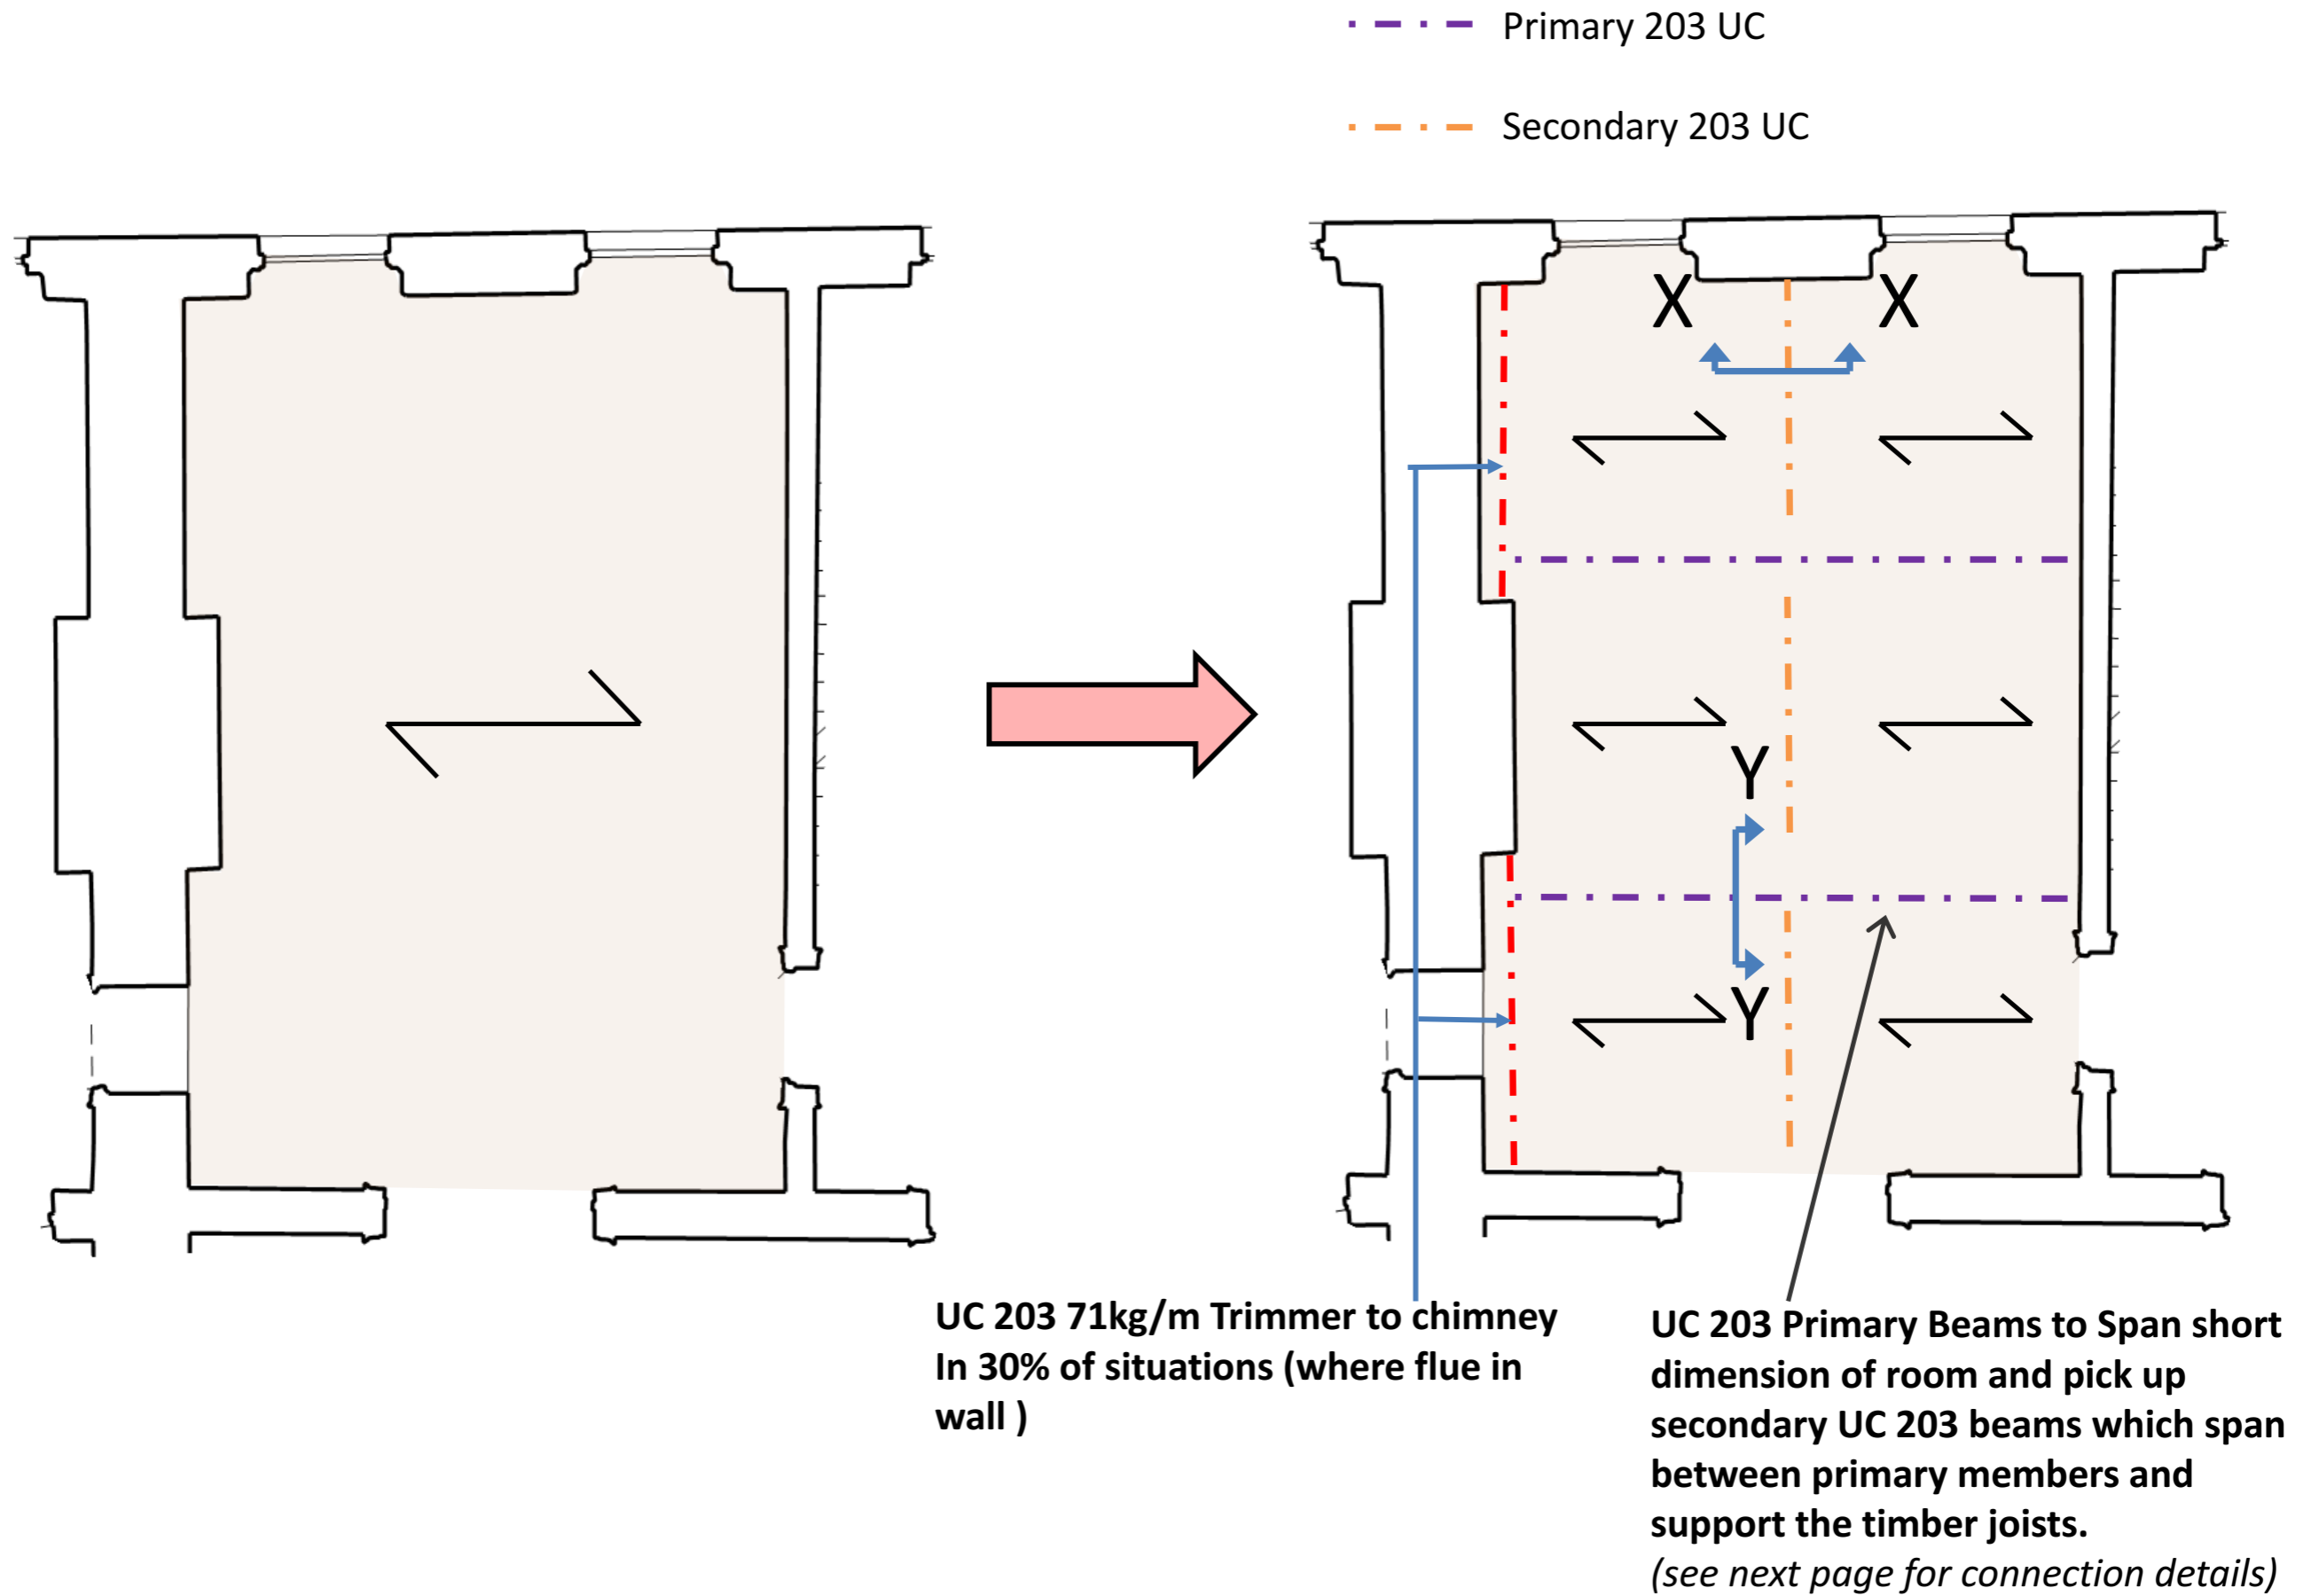 Primary 203 UC
Secondary 203 UC
X X
Y
Y
UC 203 71kg/m Trimmer to chimney
In 30% of situations (where flue in
wall )
UC 203 Primary Beams to Span short
dimension of room and pick up
secondary UC 203 beams which span
between primary members and
support the timber joists.
(see next page for connection details)